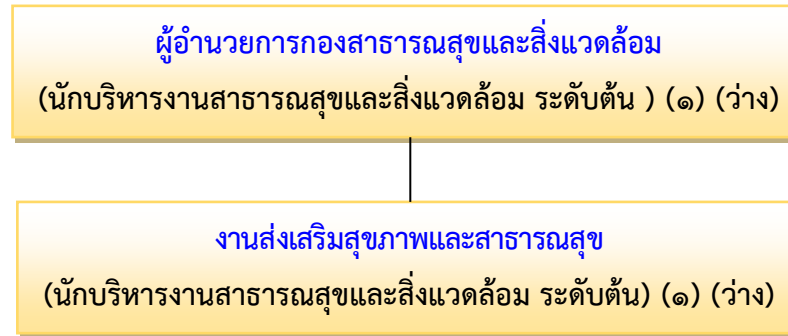 ผู้อำนวยการกองสาธารณสุขและสิ่งแวดล้อม
(นักบริหารงานสาธารณสุขและสิ่งแวดล้อม ระดับต้น ) (๑) (ว่าง)
งานส่งเสริมสุขภาพและสาธารณสุข
(นักบริหารงานสาธารณสุขและสิ่งแวดล้อม ระดับต้น) (๑) (ว่าง)